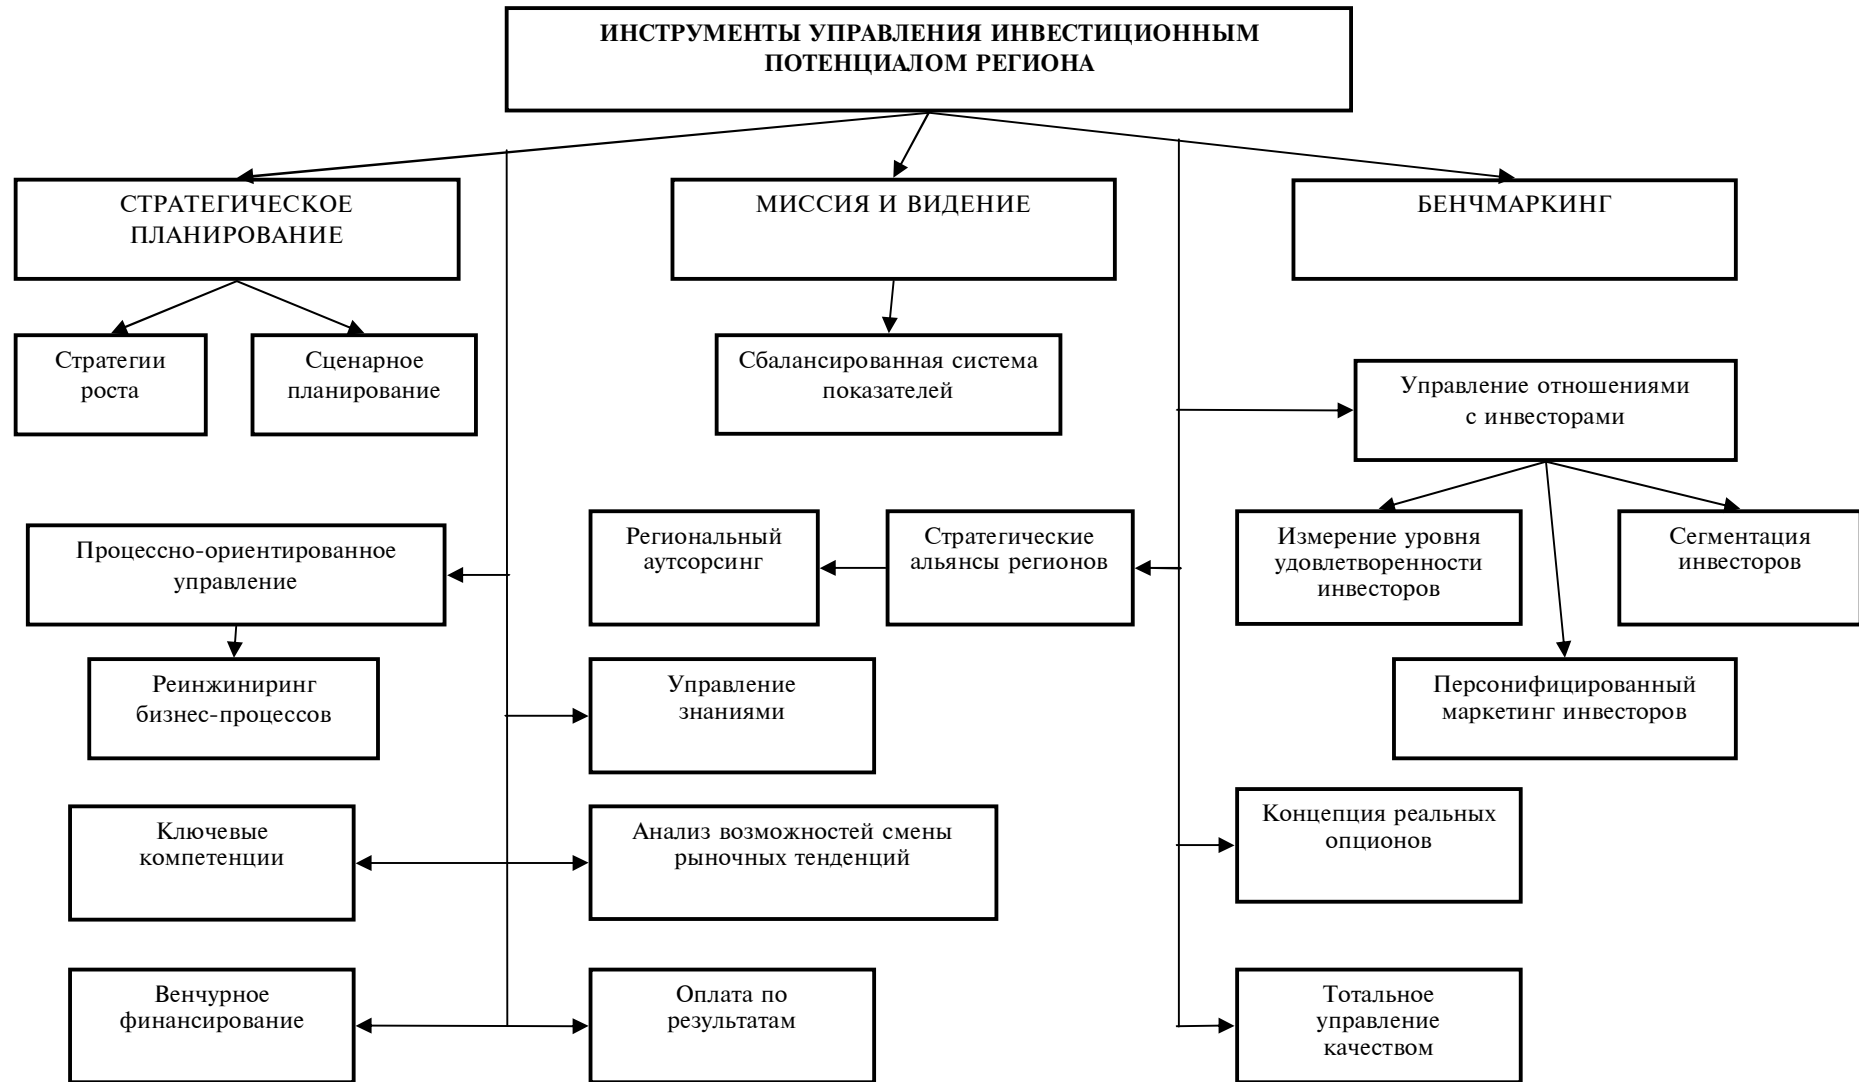 ИНСТРУМЕНТЫ УПРАВЛЕНИЯ ИНВЕСТИЦИОННЫМ
ПОТЕНЦИАЛОМ РЕГИОНА
СТРАТЕГИЧЕСКОЕ
ПЛАНИРОВАНИЕ
МИССИЯ И ВИДЕНИЕ
БЕНЧМАРКИНГ
Стратегии
роста
Сценарное
планирование
Сбалансированная система
показателей
Управление отношениями
с инвесторами
Процессно-ориентированное
управление
Региональный
аутсорсинг
Стратегические
альянсы регионов
Измерение уровня
удовлетворенности
инвесторов
Сегментация
инвесторов
Реинжиниринг
бизнес-процессов
Управление
знаниями
Персонифицированный
маркетинг инвесторов
Ключевые
компетенции
Анализ возможностей смены
рыночных тенденций
Концепция реальных
опционов
Венчурное
финансирование
Оплата по
результатам
Тотальное
управление
качеством